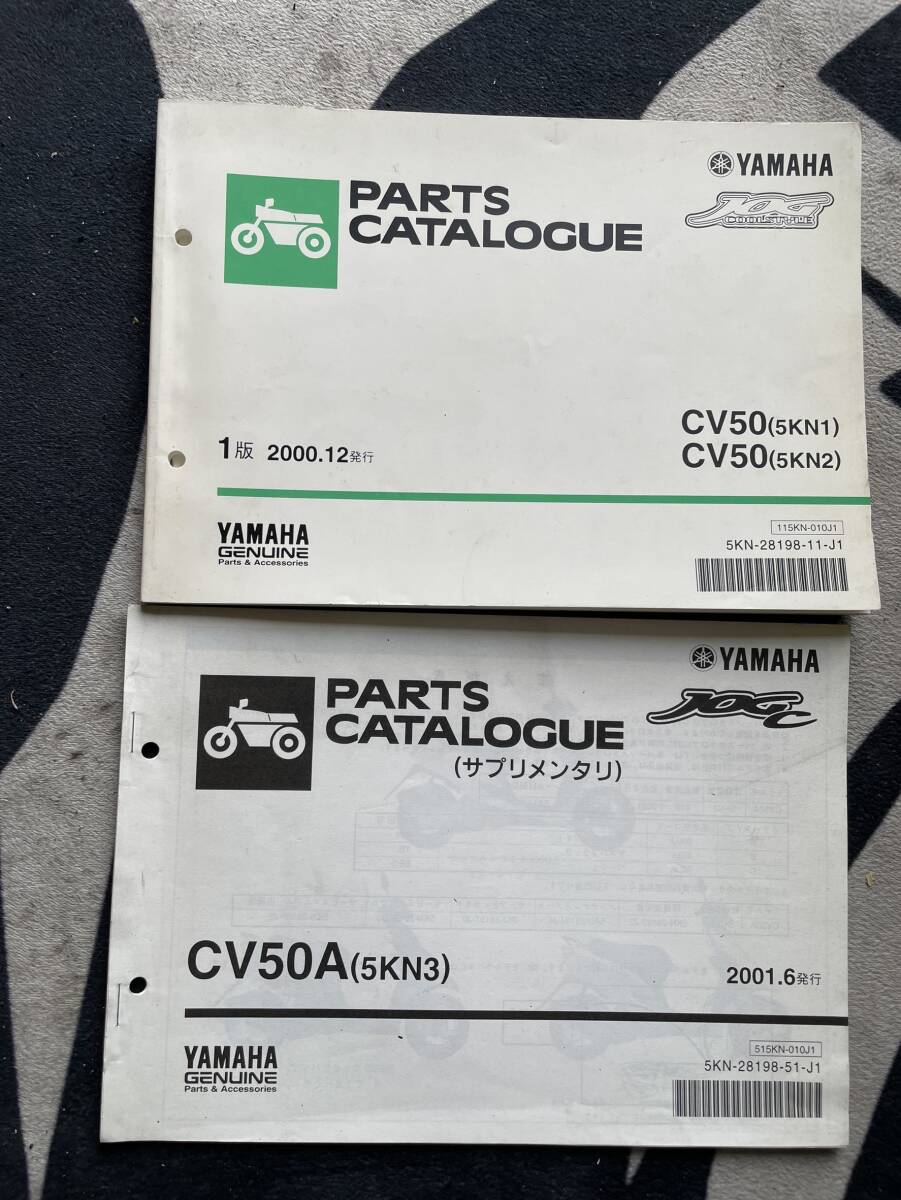 YAMAHA
JOG
COOLSTYLE
PARTS
CATALOGUE
CV50(5KN1)
CV50(5KN2)
1版 2000.12発行
115KN-010J1
5KN-28198-11-J1
YAMAHA
GENUINE
Parts & Accessories
YAMAHA
JOG C
PARTS
CATALOGUE
(サプリメンタリ)
CV50A(5KN3)
2001.6発行
515KN-010J1
5KN-28198-51-J1
YAMAHA
GENUINE
Parts & Accessories